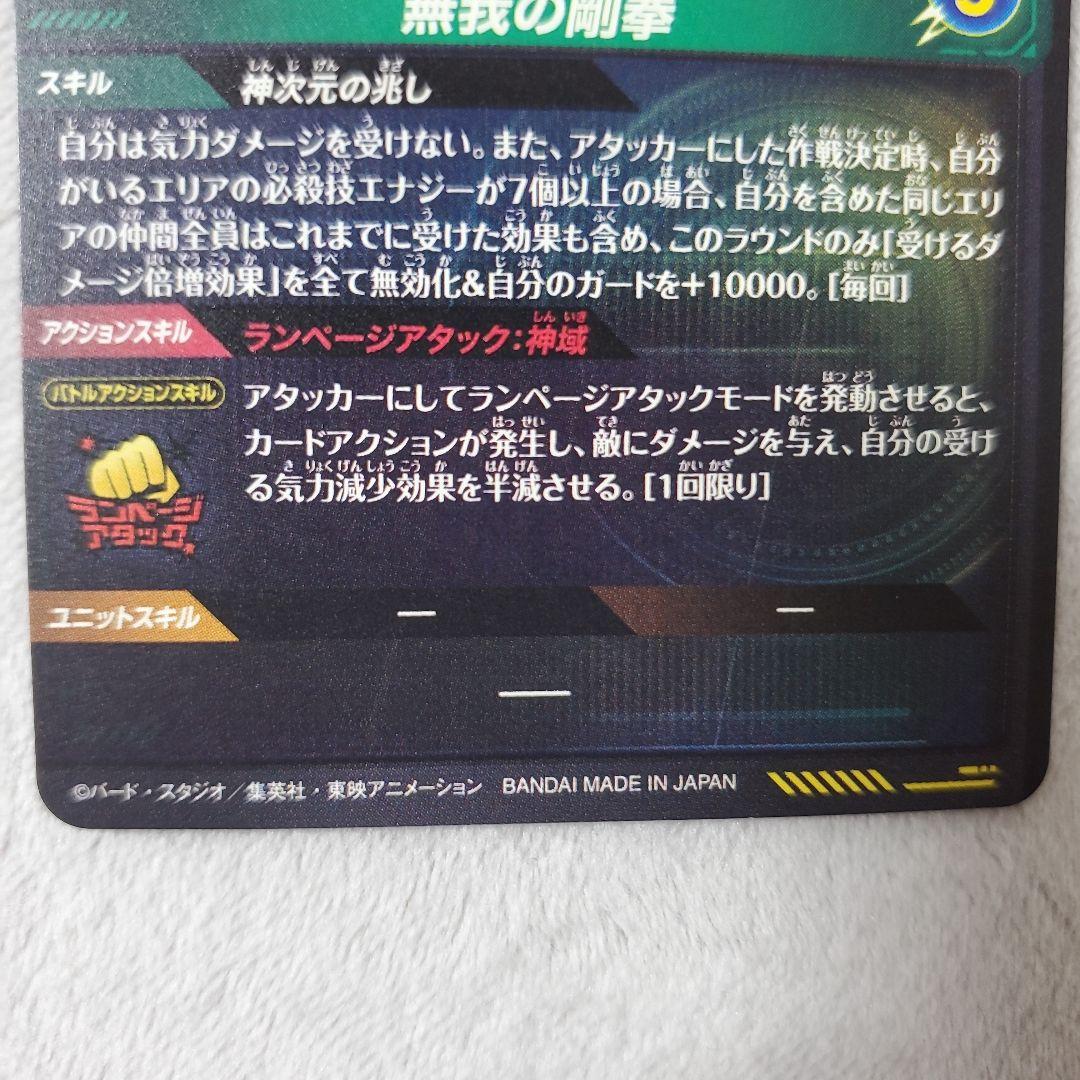 無我の剛拳
スキル 神次元の兆し
自分は気力ダメージを受けない。また、アタッカーにした作戦決定時、自分
がいるエリアの必殺技エナジーが7個以上の場合、自分を含めた同じエリ
アの仲間全員はこれまでに受けた効果も含め、このラウンドのみ「受けるダ
メージ倍増効果」を全て無効化&自分のガードを+10000。[毎回]
アクションスキル ランページアタック:神域
バトルアクションスキル
アタッカーにしてランページアタックモードを発動させると、
カードアクションが発生し、敵にダメージを与え、自分の受け
る気力減少効果を半減させる。[1回限り]
ランページ
アタック
ユニットスキル ー ー
ー
©バード・スタジオ/集英社・東映アニメーション BANDAI MADE IN JAPAN